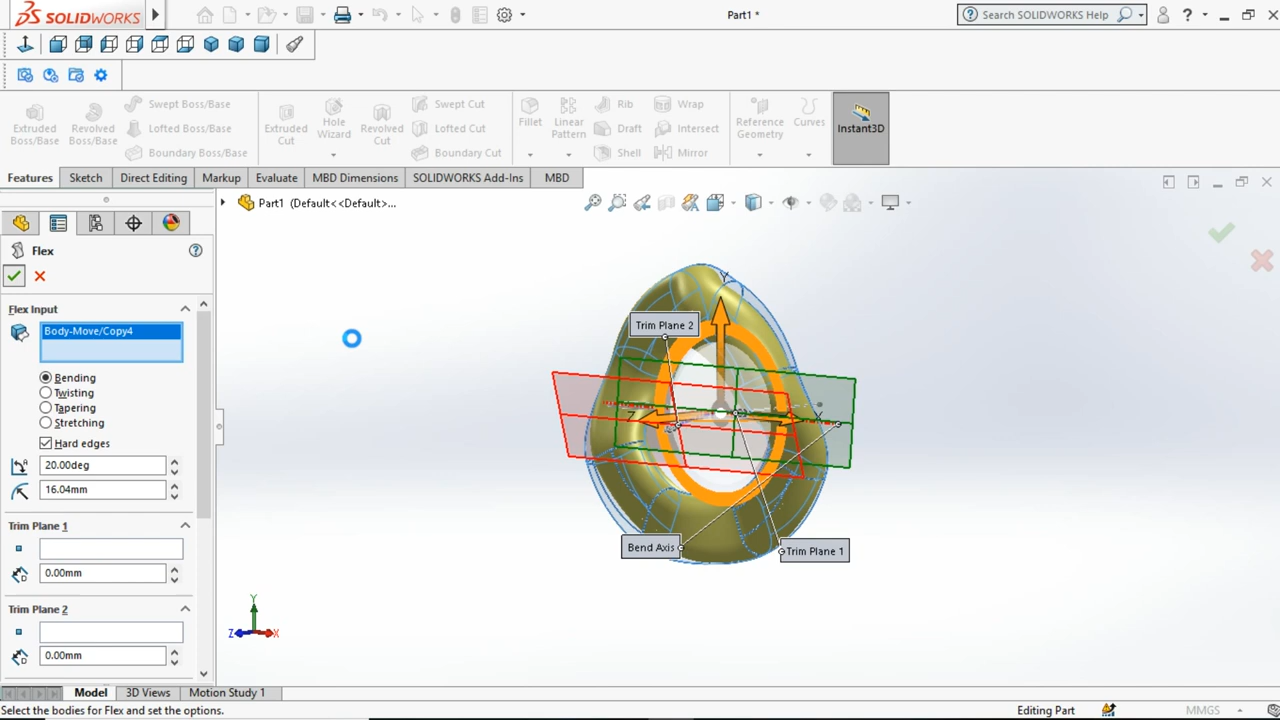 SOLIDWORKS
Part1 *
Search SOLIDWORKS Help
?
Extruded Boss/Base
Revolved Boss/Base
Swept Boss/Base
Lofted Boss/Base
Boundary Boss/Base
Extruded Cut
Hole Wizard
Revolved Cut
Swept Cut
Lofted Cut
Boundary Cut
Fillet
Linear Pattern
Rib
Draft
Shell
Wrap
Intersect
Mirror
Reference Geometry
Curves
Instant3D
Features
Sketch
Direct Editing
Markup
Evaluate
MBD Dimensions
SOLIDWORKS Add-Ins
MBD
Part1 (Default<<Default>...
Flex
?
Flex Input
Body-Move/Copy4
Bending
Twisting
Tapering
Stretching
Hard edges
20.00deg
16.04mm
Trim Plane 1
0.00mm
Trim Plane 2
0.00mm
Y
Trim Plane 2
Z
X
Bend Axis
Trim Plane 1
Y
Z
X
Model
3D Views
Motion Study 1
Select the bodies for Flex and set the options.
Editing Part
MMGS